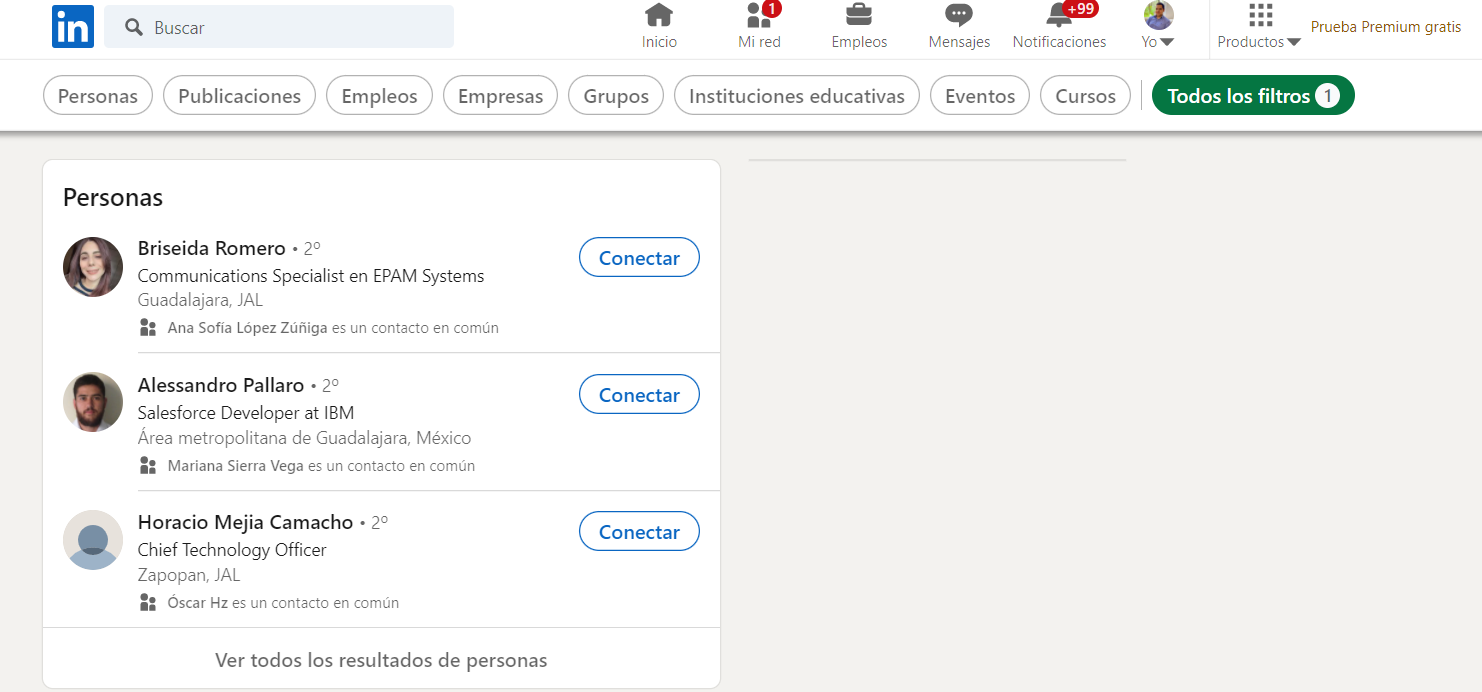 in
Buscar
Inicio
1
Mi red
Empleos
Mensajes
+99
Notificaciones
Yo
Productos
Prueba Premium gratis
Personas
Publicaciones
Empleos
Empresas
Grupos
Instituciones educativas
Eventos
Cursos
Todos los filtros 1
Personas
Briseida Romero • 2º
Communications Specialist en EPAM Systems
Guadalajara, JAL
Ana Sofía López Zúñiga es un contacto en común
Conectar
Alessandro Pallaro • 2º
Salesforce Developer at IBM
Área metropolitana de Guadalajara, México
Mariana Sierra Vega es un contacto en común
Conectar
Horacio Mejia Camacho • 2º
Chief Technology Officer
Zapopan, JAL
Óscar Hz es un contacto en común
Conectar
Ver todos los resultados de personas